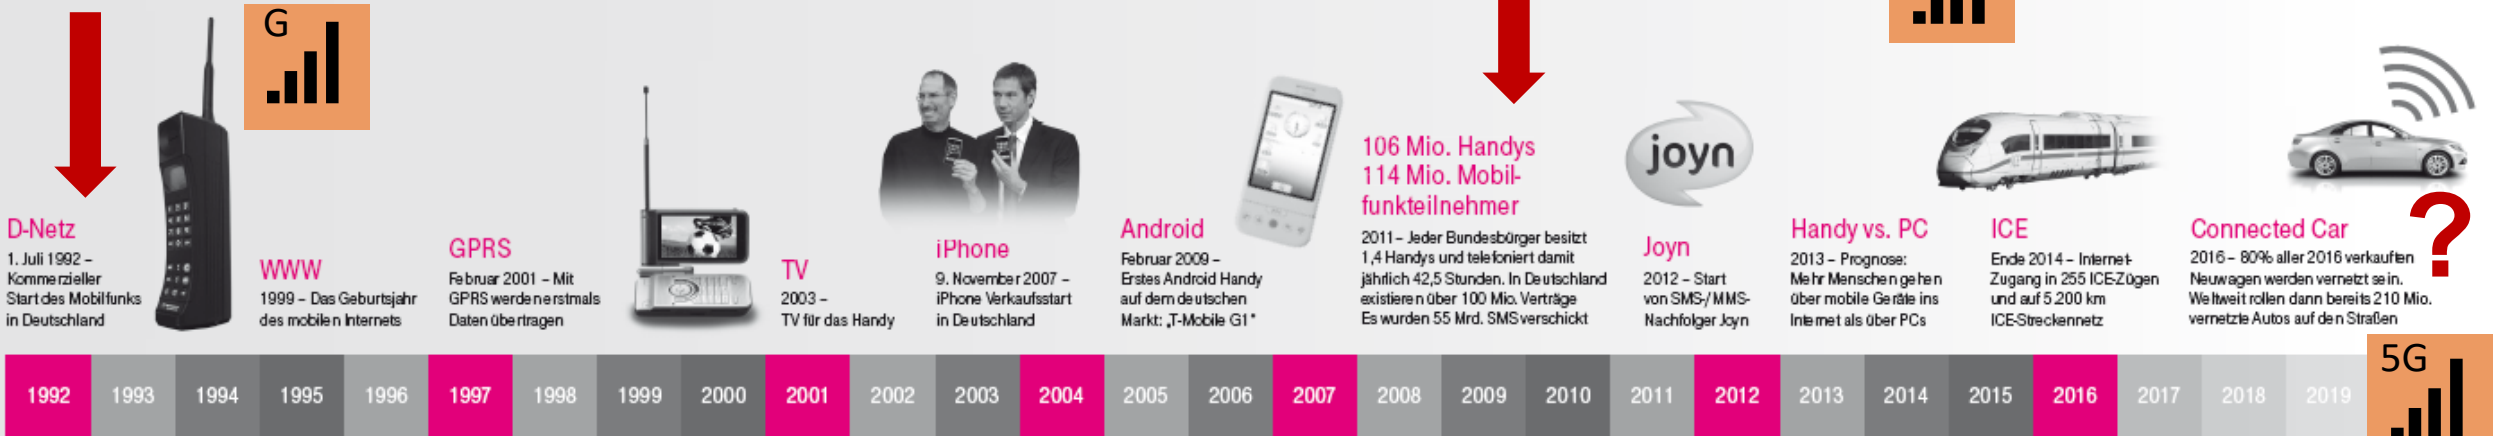 G
D-Netz
1. Juli 1992 –
Kommerzieller
Start des Mobilfunks
in Deutschland
WWW
1999 – Das Geburtsjahr
des mobilen Internets
GPRS
Februar 2001 – Mit
GPRS werden erstmals
Daten übertragen
TV
2003 –
TV für das Handy
iPhone
9. November 2007 –
iPhone Verkaufsstart
in Deutschland
Android
Februar 2009 –
Erstes Android Handy
auf dem deutschen
Markt: „T-Mobile G1“
106 Mio. Handys
114 Mio. Mobil-
funkteilnehmer
2011 – Jeder Bundesbürger besitzt
1,4 Handys und telefoniert damit
jährlich 42,5 Stunden. In Deutschland
existieren über 100 Mio. Verträge
Es wurden 55 Mrd. SMS verschickt
joyn
Joyn
2012 – Start
von SMS-/MMS-
Nachfolger Joyn
Handy vs. PC
2013 – Prognose:
Mehr Menschen gehen
über mobile Geräte ins
Internet als über PCs
ICE
Ende 2014 – Internet-
Zugang in 255 ICE-Zügen
und auf 5.200 km
ICE-Streckennetz
Connected Car
2016 – 80% aller 2016 verkauften
Neuwagen werden vernetzt sein.
Weltweit rollen dann bereits 210 Mio.
vernetzte Autos auf den Straßen
?
5G
1992 1993 1994 1995 1996 1997 1998 1999 2000 2001 2002 2003 2004 2005 2006 2007 2008 2009 2010 2011 2012 2013 2014 2015 2016 2017 2018 2019